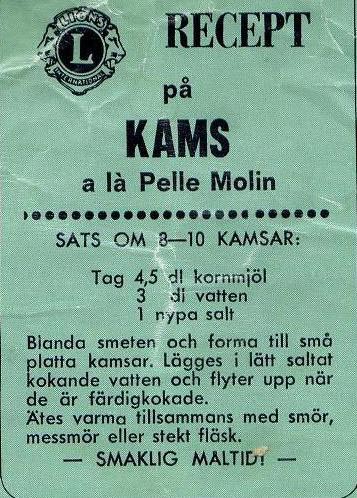 LIONS
L
INTERNATIONAL
RECEPT
på
KAMS
a là Pelle Molin
SATS OM 8—10 KAMSAR:
Tag 4,5 dl kornmjöl
3 dl vatten
1 nypa salt
Blanda smeten och forma till små
platta kamsar. Lägges i lätt saltat
kokande vatten och flyter upp när
de är färdigkokade.
Ätes varma tillsammans med smör,
messmör eller stekt fläsk.
— SMAKLIG MÅLTID! —